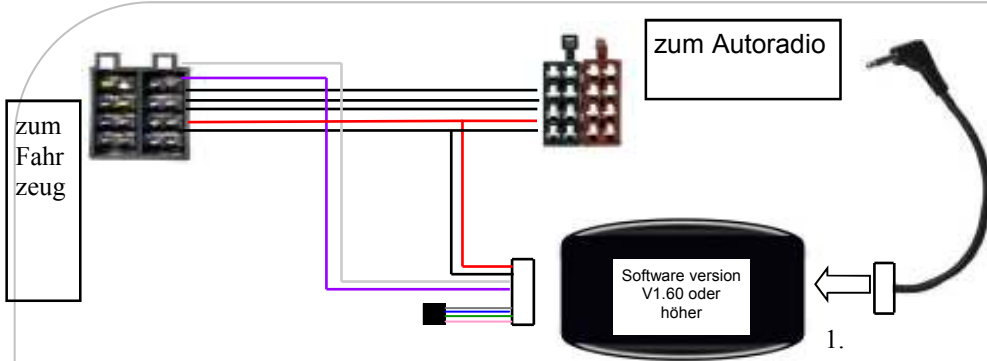 zum Autoradio
zum
Fahr
zeug
Software version
V1.60 oder
höher
1.